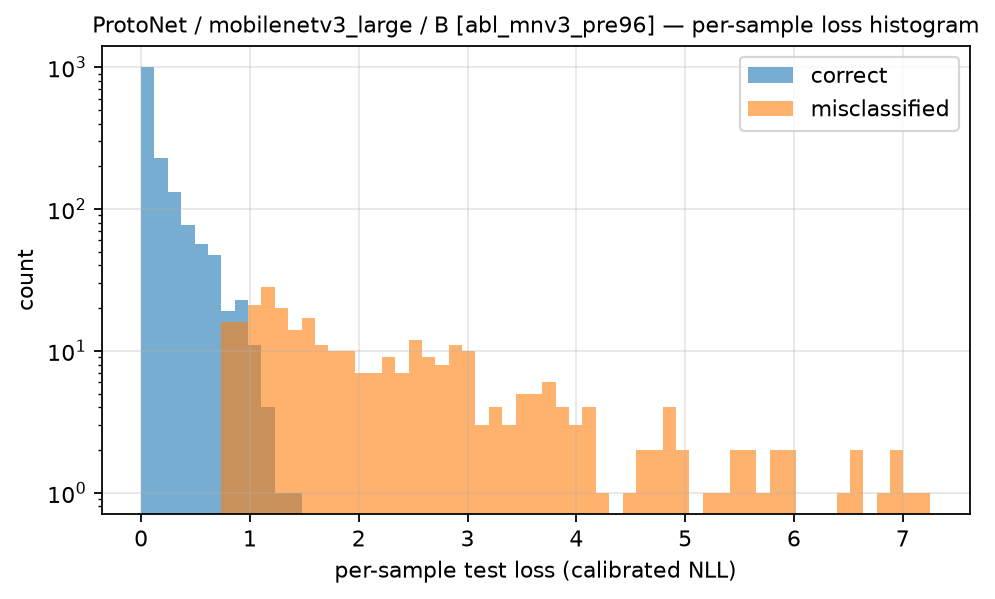 ProtoNet / mobilenetv3_large / B [abl_mnv3_pre96] — per-sample loss histogram
correct
misclassified
count
10³
10²
10¹
10⁰
0 1 2 3 4 5 6 7
per-sample test loss (calibrated NLL)